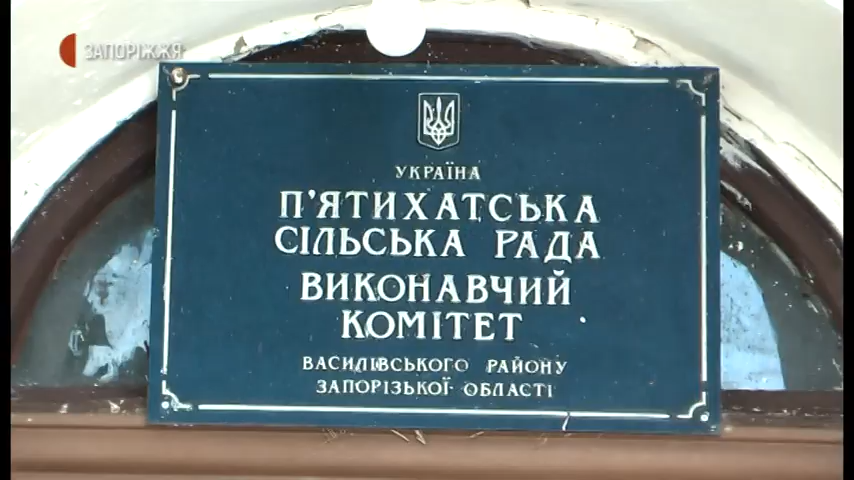 ЗАПОРІЖЖЯ
УКРАЇНА
П'ЯТИХАТСЬКА
СІЛЬСЬКА РАДА
ВИКОНАВЧИЙ
КОМІТЕТ
ВАСИЛІВСЬКОГО РАЙОНУ
ЗАПОРІЗЬКОЇ ОБЛАСТІ